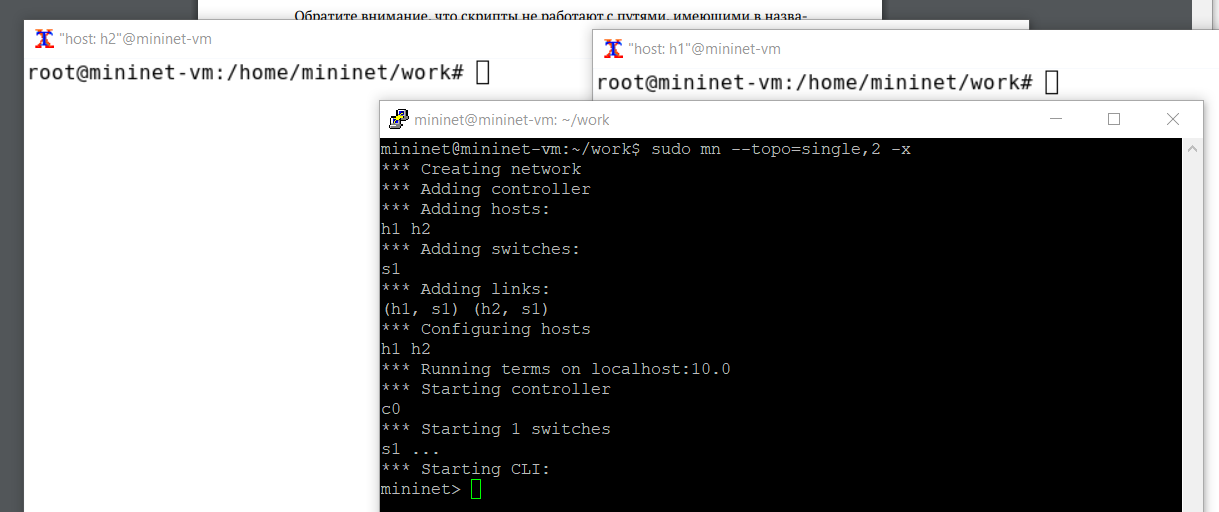 Обратите внимание, что скрипты не работают с путями, имеющими в назва-
"host: h2"@mininet-vm
root@mininet-vm:/home/mininet/work#
"host: h1"@mininet-vm
root@mininet-vm:/home/mininet/work#
mininet@mininet-vm: ~/work
mininet@mininet-vm:~/work$ sudo mn --topo=single,2 -x
*** Creating network
*** Adding controller
*** Adding hosts:
h1 h2
*** Adding switches:
s1
*** Adding links:
(h1, s1) (h2, s1)
*** Configuring hosts
h1 h2
*** Running terms on localhost:10.0
*** Starting controller
c0
*** Starting 1 switches
s1 ...
*** Starting CLI:
mininet>